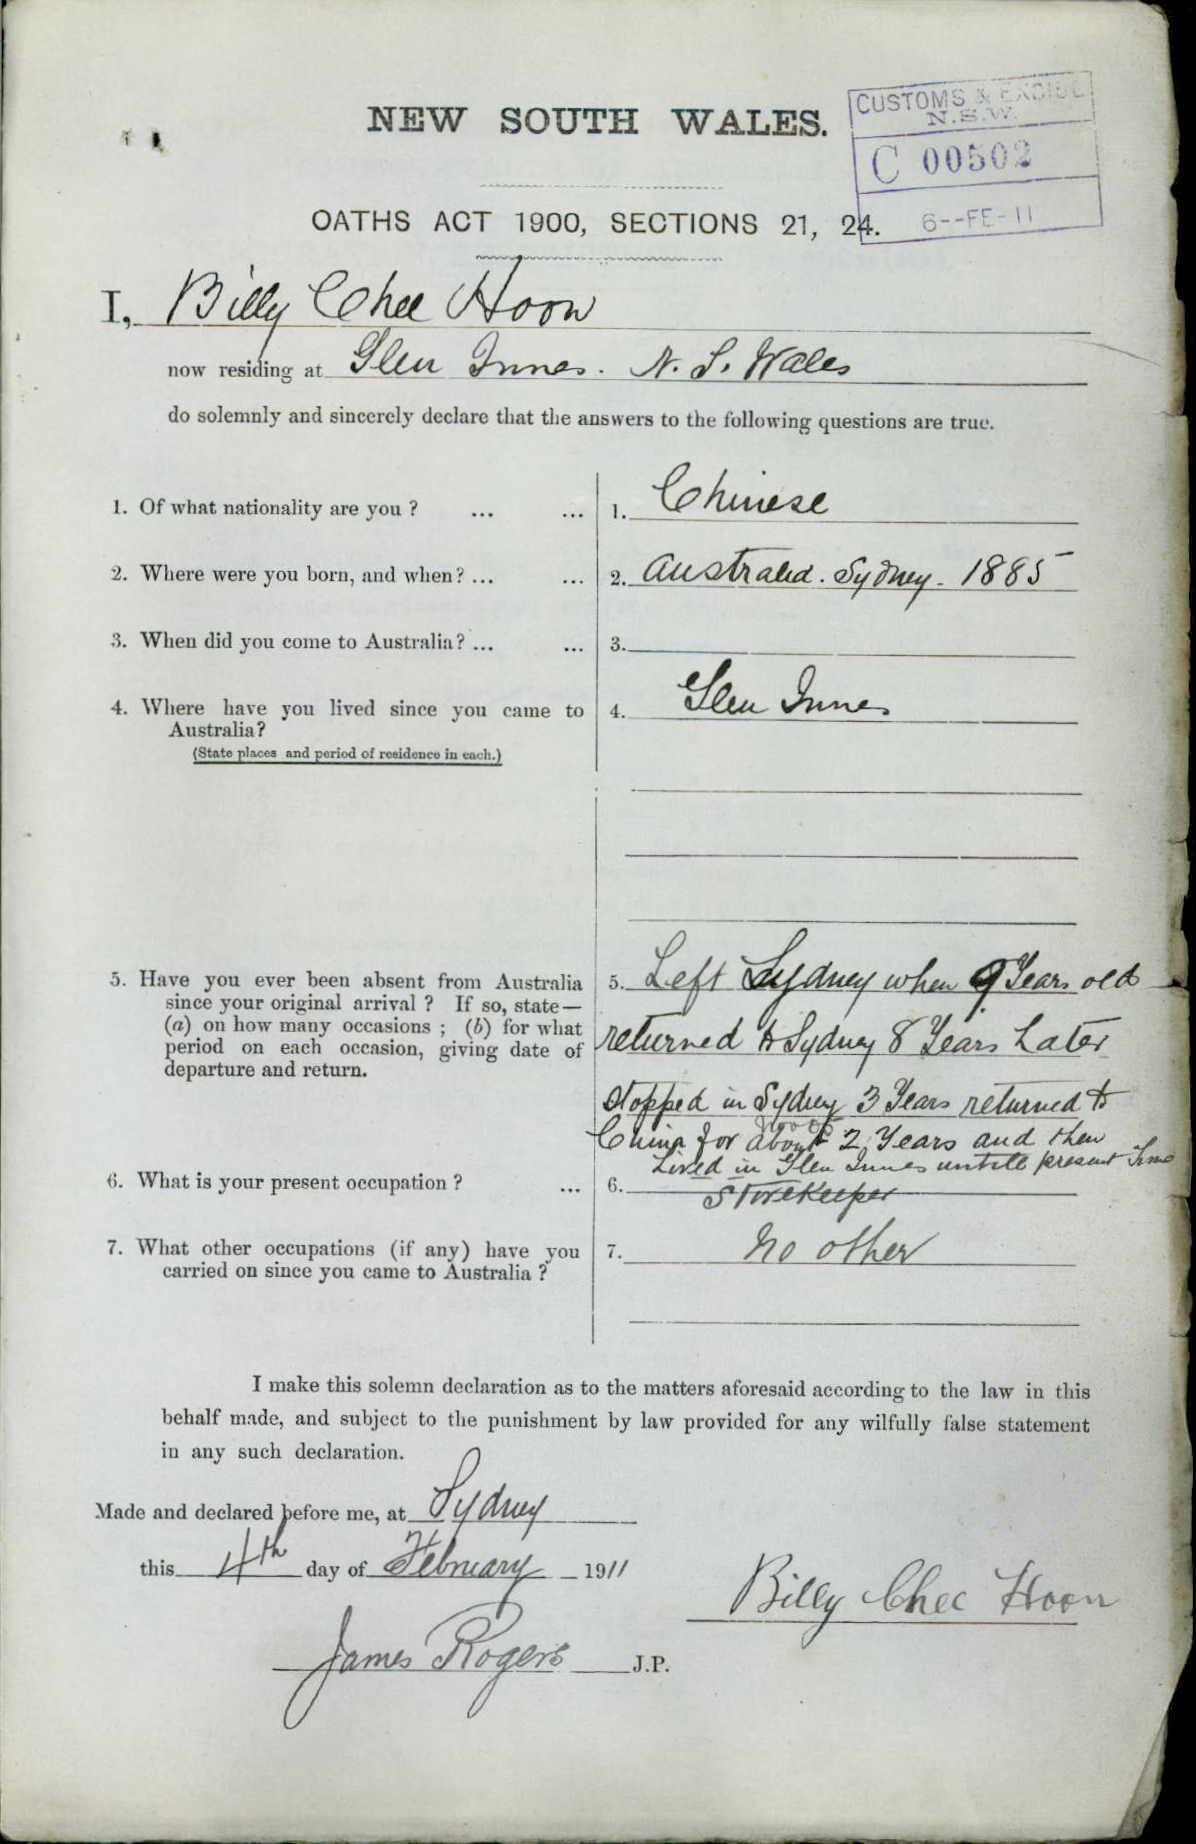 NEW SOUTH WALES.
CUSTOMS & EXCISE
N.S.W.
C 00502
6--FE-11
OATHS ACT 1900, SECTIONS 21, 24.
I, Billy Chee Hoon
now residing at Glen Innes. N. S. Wales
do solemnly and sincerely declare that the answers to the following questions are true.
1. Of what nationality are you ? ... ... 1. Chinese
2. Where were you born, and when? ... ... 2. Australia. Sydney. 1885
3. When did you come to Australia? ... ... 3.
4. Where have you lived since you came to 4. Glen Innes
Australia?
(State places and period of residence in each.)
5. Have you ever been absent from Australia 5. Left Sydney when 9 Years old
since your original arrival ? If so, state—
(a) on how many occasions ; (b) for what returned to Sydney 8 Years Later
period on each occasion, giving date of
departure and return.
stopped in Sydney 3 Years returned to
China for about 2 Years and then
Lived in Glen Innes untill present Time
6. What is your present occupation ? ... 6. Storekeeper
7. What other occupations (if any) have you 7. No other
carried on since you came to Australia ?
I make this solemn declaration as to the matters aforesaid according to the law in this
behalf made, and subject to the punishment by law provided for any wilfully false statement
in any such declaration.
Made and declared before me, at Sydney
this 4th day of February 1911
Billy Chee Hoon
James Rogers J.P.